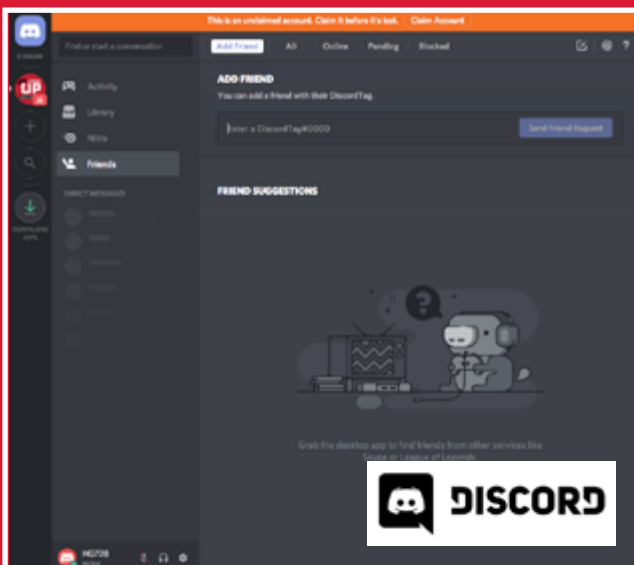 This is an unclaimed account. Claim it before it's lost. Claim Account
Find or start a conversation
Add Friend All Online Pending Blocked
UP
Activity
Library
Nitro
Friends
DIRECT MESSAGES
ADD FRIEND
You can add a friend with their DiscordTag.
Enter a DiscordTag#0000
Send Friend Request
FRIEND SUGGESTIONS
Grab the desktop app to find friends from other services like
Skype or League of Legends.
DISCORD
HG728